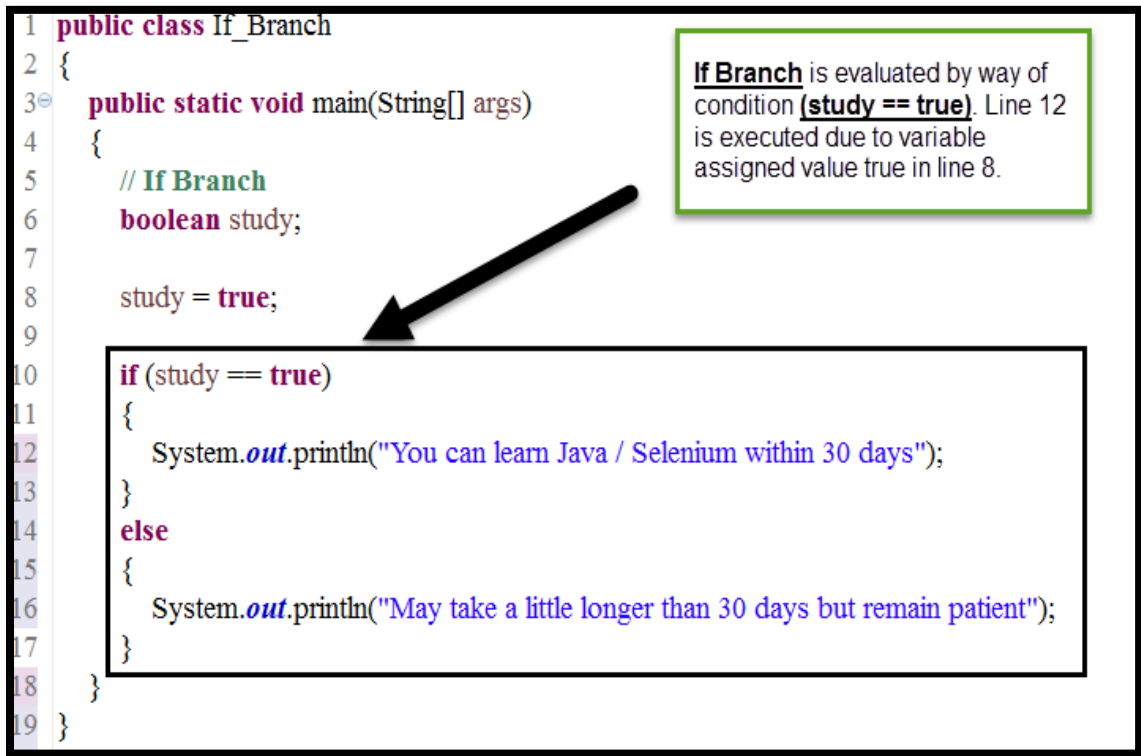 1 public class If_Branch
2 {
3 public static void main(String[] args)
4 {
5 // If Branch
6 boolean study;
7
8 study = true;
9
10 if (study == true)
11 {
12 System.out.println("You can learn Java / Selenium within 30 days");
13 }
14 else
15 {
16 System.out.println("May take a little longer than 30 days but remain patient");
17 }
18 }
19 }
If Branch is evaluated by way of
condition (study == true). Line 12
is executed due to variable
assigned value true in line 8.